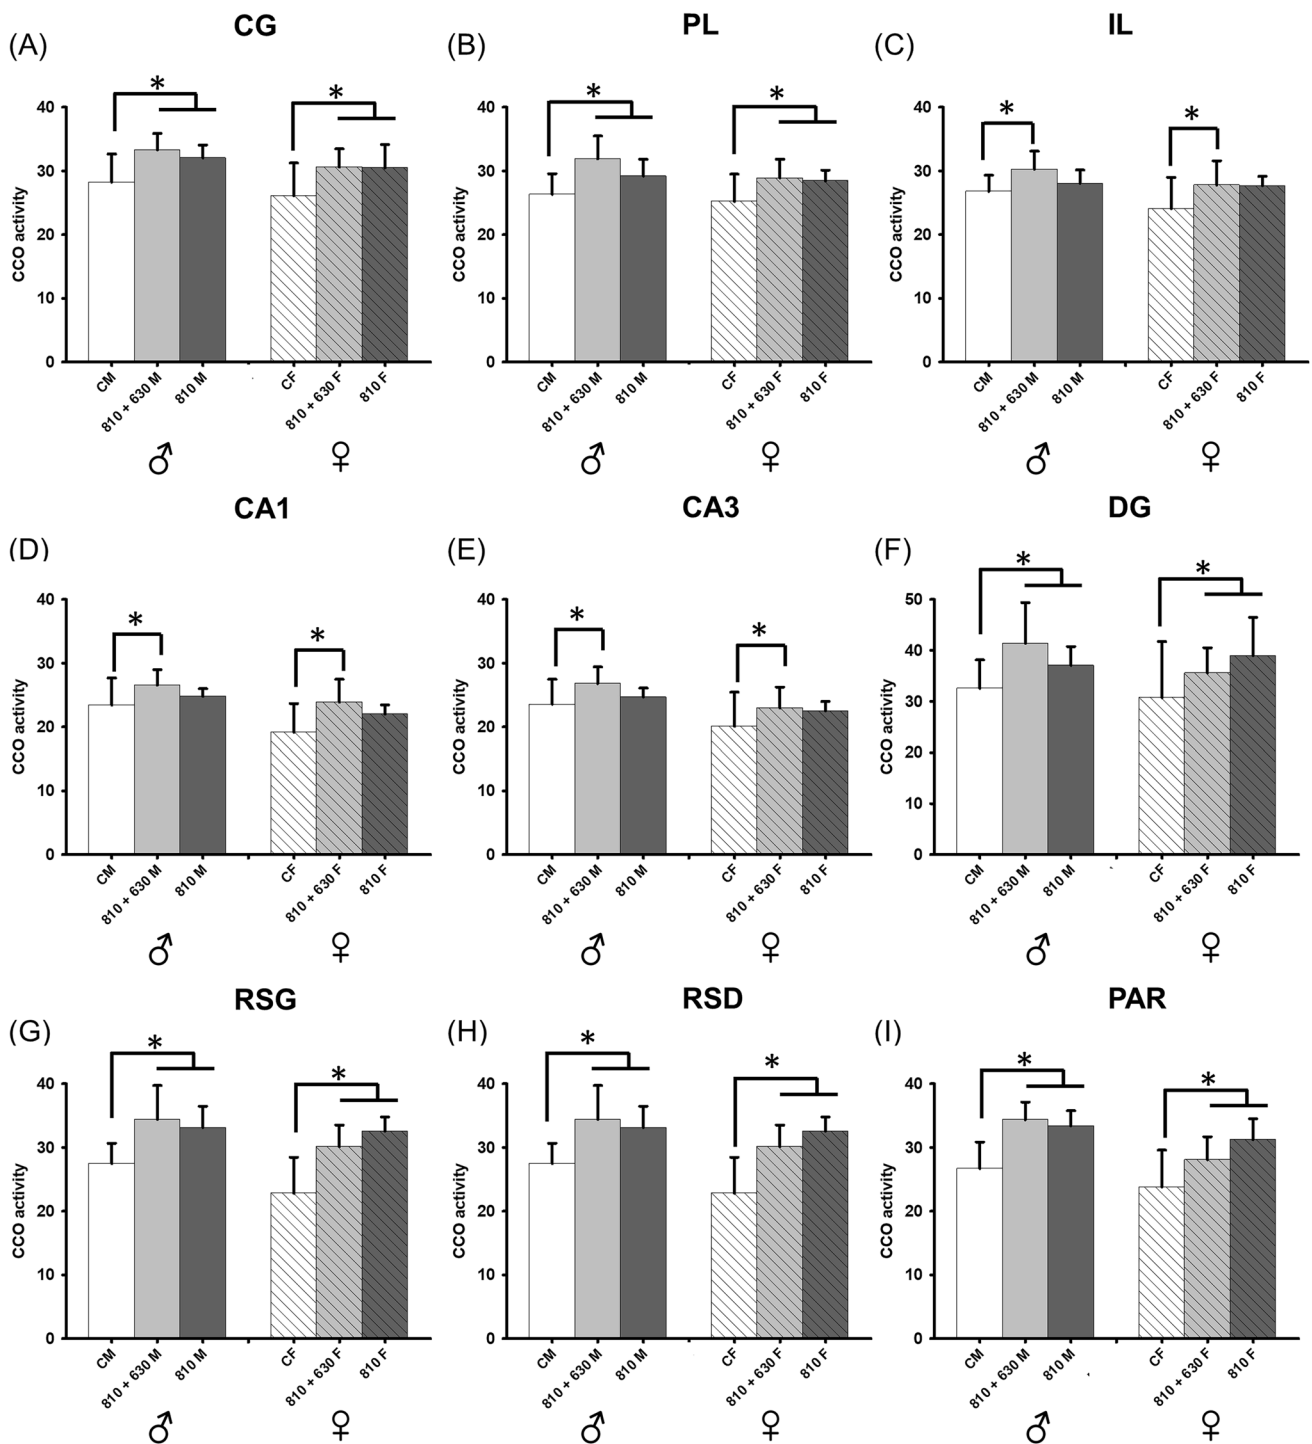 CG
PL
IL
(A)
(B)
(C)
*
*
*
*
*
*
40
30
20
10
0
CCO activity
CM
810 + 630 M
810 M
CF
810 + 630 F
810 F
♂
♀
40
30
20
10
0
CCO activity
CM
810 + 630 M
810 M
CF
810 + 630 F
810 F
♂
♀
40
30
20
10
0
CCO activity
CM
810 + 630 M
810 M
CF
810 + 630 F
810 F
♂
♀
CA1
CA3
DG
(D)
(E)
(F)
*
*
*
*
*
*
40
30
20
10
0
CCO activity
CM
810 + 630 M
810 M
CF
810 + 630 F
810 F
♂
♀
40
30
20
10
0
CCO activity
CM
810 + 630 M
810 M
CF
810 + 630 F
810 F
♂
♀
50
40
30
20
10
0
CCO activity
CM
810 + 630 M
810 M
CF
810 + 630 F
810 F
♂
♀
RSG
RSD
PAR
(G)
(H)
(I)
*
*
*
*
*
*
40
30
20
10
0
CCO activity
CM
810 + 630 M
810 M
CF
810 + 630 F
810 F
♂
♀
40
30
20
10
0
CCO activity
CM
810 + 630 M
810 M
CF
810 + 630 F
810 F
♂
♀
40
30
20
10
0
CCO activity
CM
810 + 630 M
810 M
CF
810 + 630 F
810 F
♂
♀